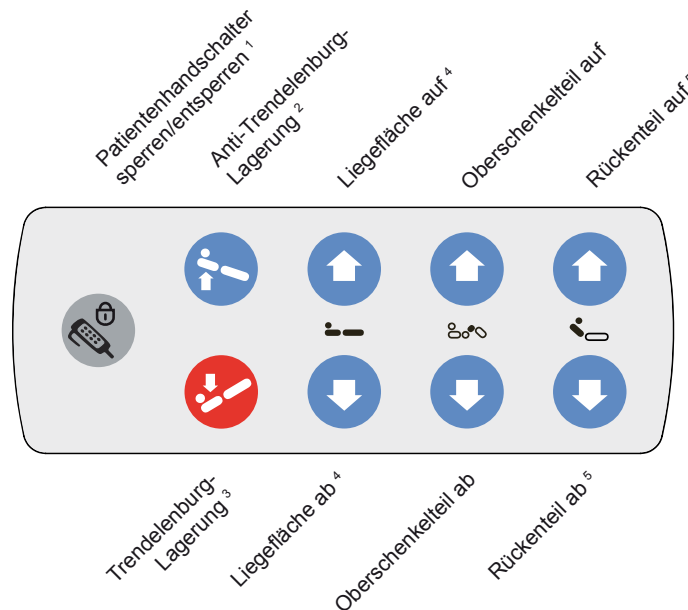 Patientenhandschalter
sperren/entsperren ¹
Anti-Trendelenburg-
Lagerung ²
Liegefläche auf ⁴
Oberschenkelteil auf
Rückenteil auf ⁵
Trendelenburg-
Lagerung ³
Liegefläche ab ⁴
Oberschenkelteil ab
Rückenteil ab ⁵